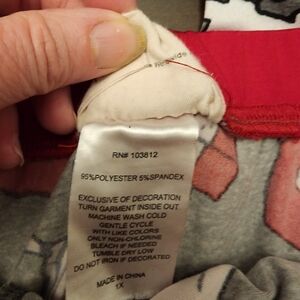 RN# 103812
95%POLYESTER 5%SPANDEX
EXCLUSIVE OF DECORATION
TURN GARMENT INSIDE OUT
MACHINE WASH COLD
GENTLE CYCLE
WITH LIKE COLORS
ONLY NON-CHLORINE
BLEACH IF NEEDED
TUMBLE DRY LOW
DO NOT IRON IF DECORATED
MADE IN CHINA
1X